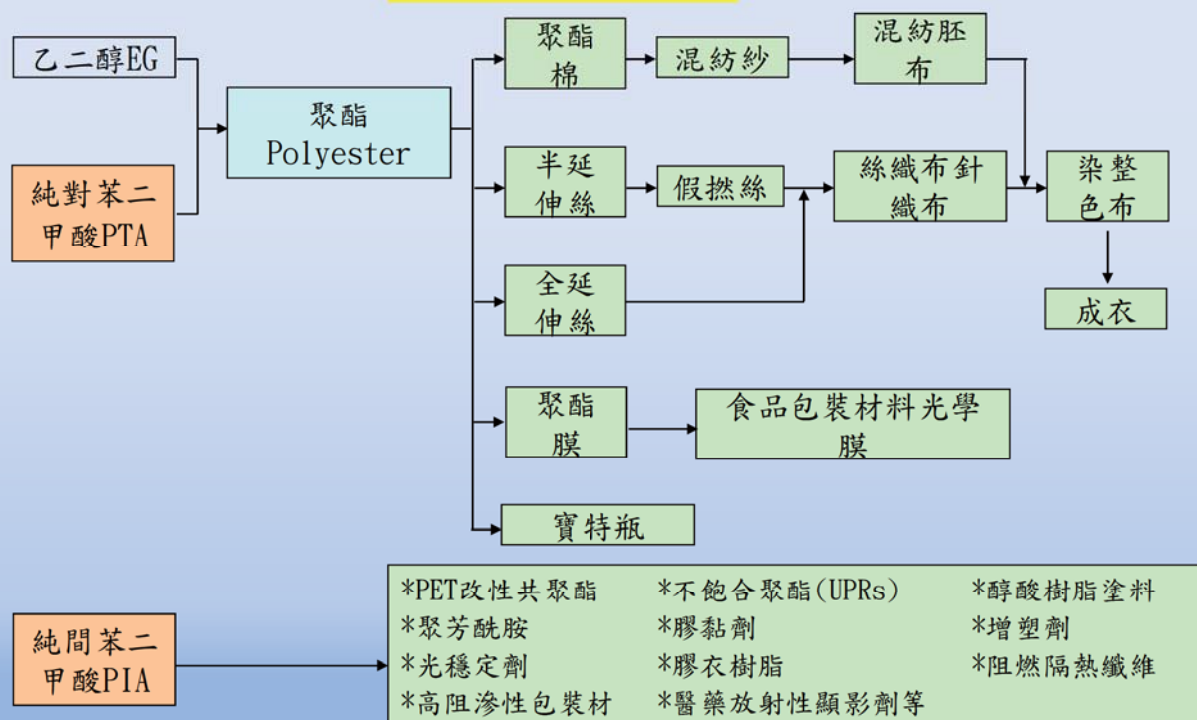 乙二醇EG
純對苯二
甲酸PTA
聚酯
Polyester
聚酯
棉
混紡紗
混紡胚
布
半延
伸絲
假撚絲
絲織布針
織布
染整
色布
全延
伸絲
成衣
聚酯
膜
食品包裝材料光學
膜
寶特瓶
純間苯二
甲酸PIA
*PET改性共聚酯 *不飽合聚酯(UPRs) *醇酸樹脂塗料
*聚芳酰胺 *膠黏劑 *增塑劑
*光穩定劑 *膠衣樹脂 *阻燃隔熱纖維
*高阻滲性包裝材 *醫藥放射性顯影劑等